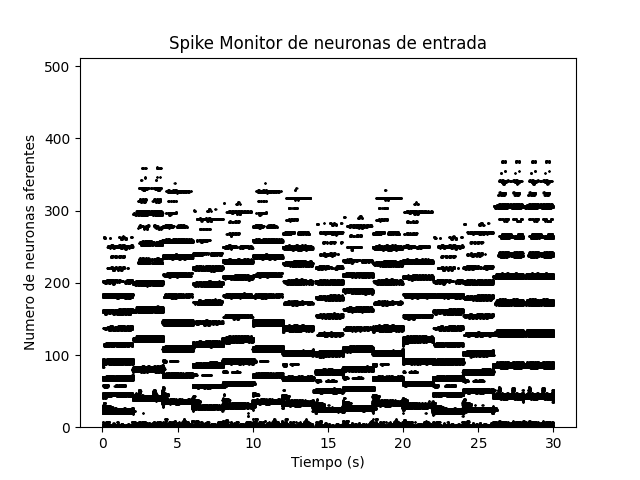 Spike Monitor de neuronas de entrada
500
400
300
200
100
0
Numero de neuronas aferentes
0 5 10 15 20 25 30
Tiempo (s)